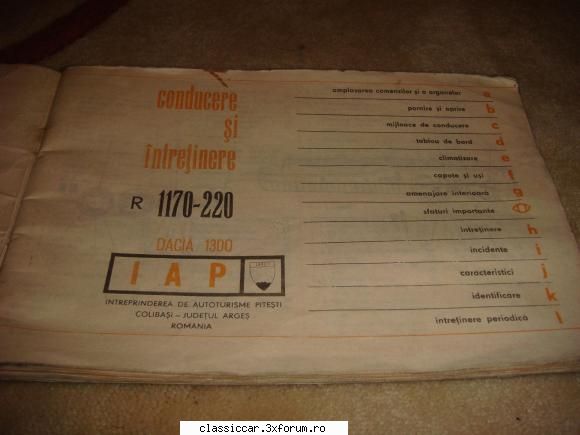 conducere
și
întreținere
R 1170-220
DACIA 1300
IAP
ÎNTREPRINDEREA DE AUTOTURISME PITEȘTI
COLIBAȘI – JUDEȚUL ARGEȘ
ROMANIA
amplasarea comenzilor și a organelor a
pornire și oprire b
mijloace de conducere c
tablou de bord d
climatizare e
capote și uși f
amenajare interioară g
sfaturi importante
întreținere h
incidente i
caracteristici j
identificare k
întreținere periodică l
classiccar.3xforum.ro